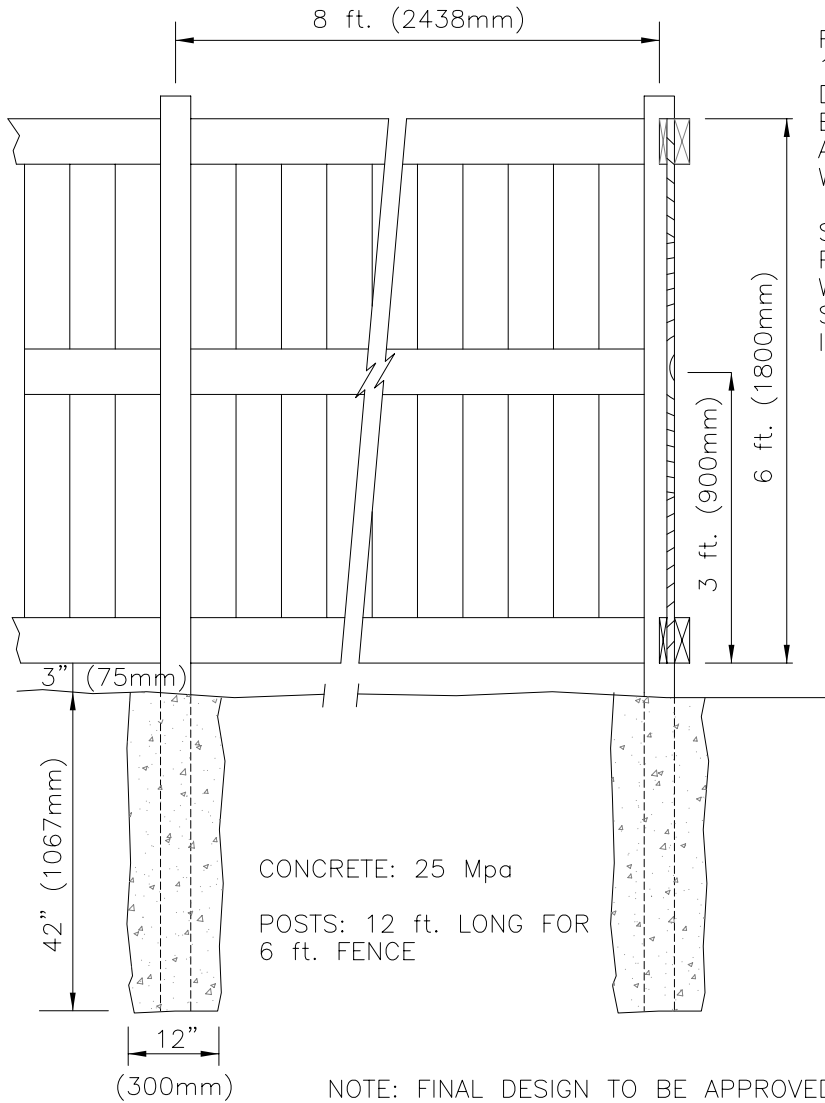 8 ft. (2438mm)
6 ft. (1800mm)
3 ft. (900mm)
3” (75mm)
42” (1067mm)
CONCRETE: 25 Mpa
POSTS: 12 ft. LONG FOR
6 ft. FENCE
12”
(300mm)
NOTE: FINAL DESIGN TO BE APPROVED